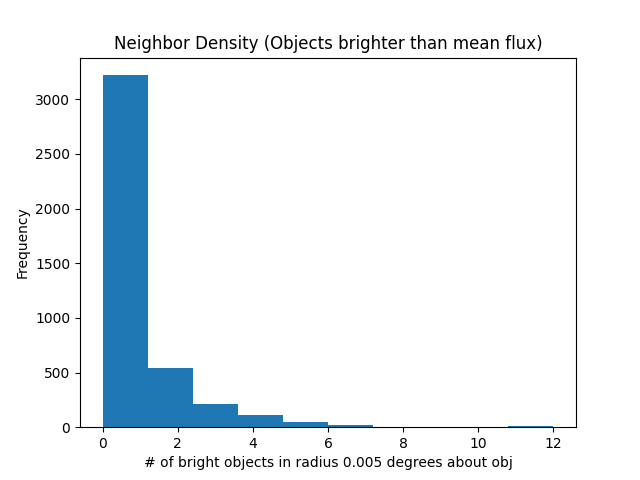 Neighbor Density (Objects brighter than mean flux)
3000
2500
2000
1500
1000
500
0
Frequency
0 2 4 6 8 10 12
# of bright objects in radius 0.005 degrees about obj